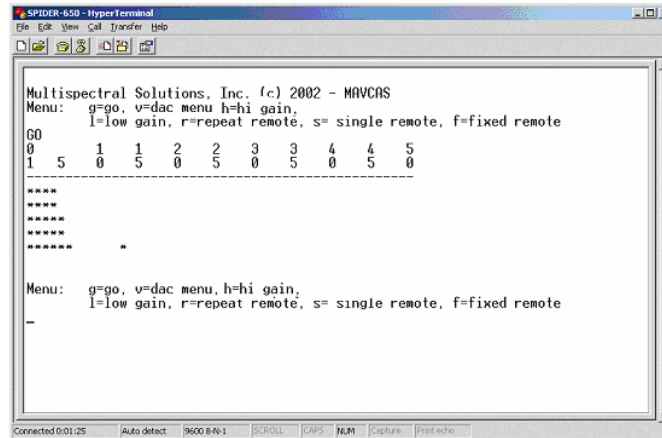 SPIDER-650 - HyperTerminal
File Edit View Call Transfer Help
Multispectral Solutions, Inc. (c) 2002 - MAVCAS
Menu: g=go, v=dac menu h=hi gain,
l=low gain, r=repeat remote, s= single remote, f=fixed remote
GO
0 1 1 2 2 3 3 4 4 5
1 5 0 5 0 5 0 5 0 5 0
------------------------------------------------------
****
****
*****
*****
****** *
Menu: g=go, v=dac menu, h=hi gain,
l=low gain, r=repeat remote, s= single remote, f=fixed remote
_
Connected 0:01:25 Auto detect 9600 8-N-1 SCROLL CAPS NUM Capture Print echo